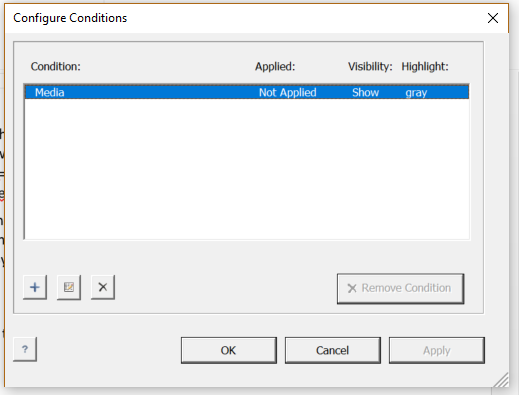 Configure Conditions
Condition: Applied: Visibility: Highlight:
Media Not Applied Show gray
Remove Condition
? OK Cancel Apply